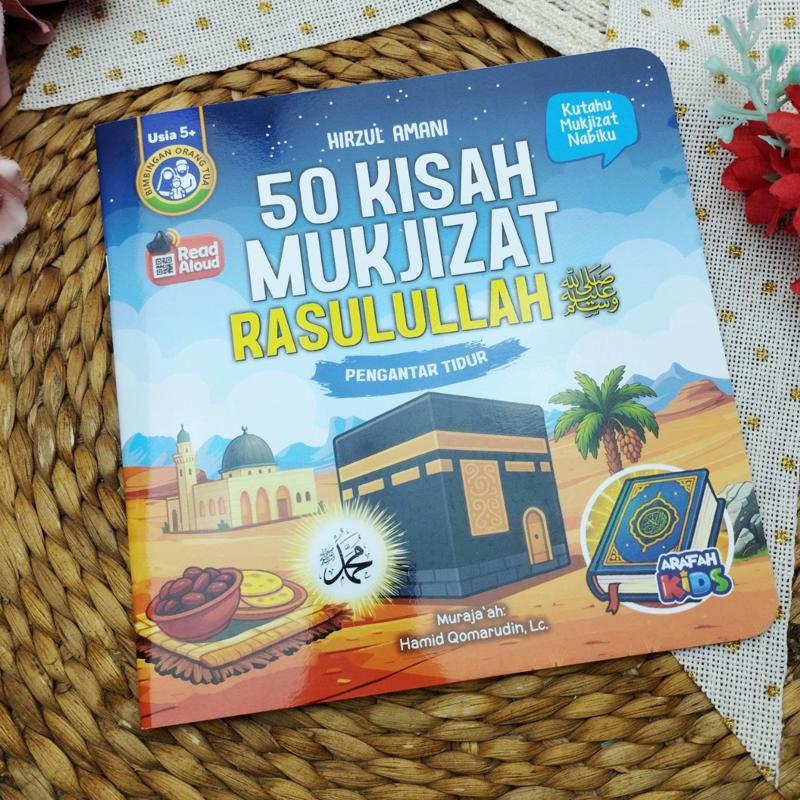 Usia 5+
BIMBINGAN ORANG TUA
Read
Aloud
HIRZUL AMANI
Kutahu
Mukjizat
Nabiku
50 KISAH
MUKJIZAT
RASULULLAH
صلى الله عليه وسلم
PENGANTAR TIDUR
محمد
ARAFAH
KiDS
Muraja`ah:
Hamid Qomarudin, Lc.